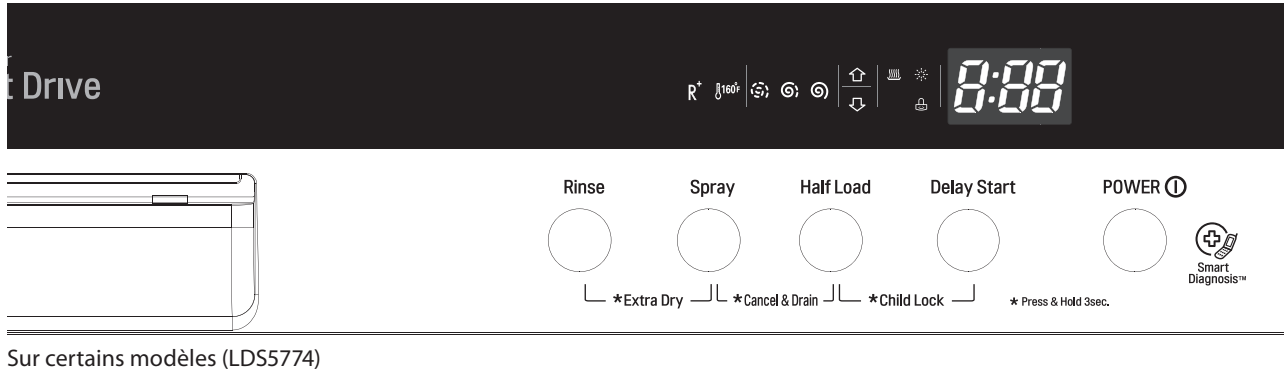 t Drive
R+ 160°F 8:88
Rinse Spray Half Load Delay Start POWER
*Extra Dry *Cancel & Drain *Child Lock * Press & Hold 3sec.
Smart
Diagnosis™
Sur certains modèles (LDS5774)